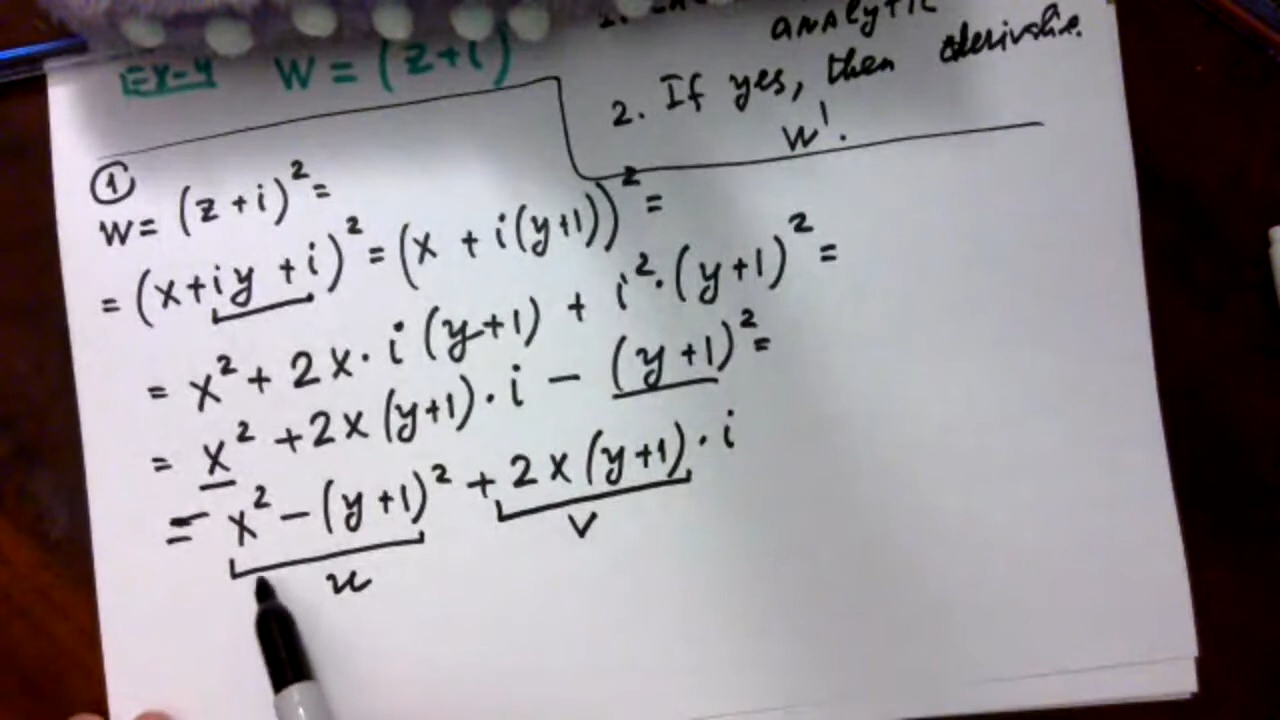 Ex-4 W = (z+i)
analytic
2. If yes, then
W'.
①
W = (z+i)² =
= (x+iy+i)² = (x + i(y+1))² =
= x² + 2x·i(y+1) + i²·(y+1)² =
= x² + 2x(y+1)·i − (y+1)² =
= x² − (y+1)² + 2x(y+1)·i
u v